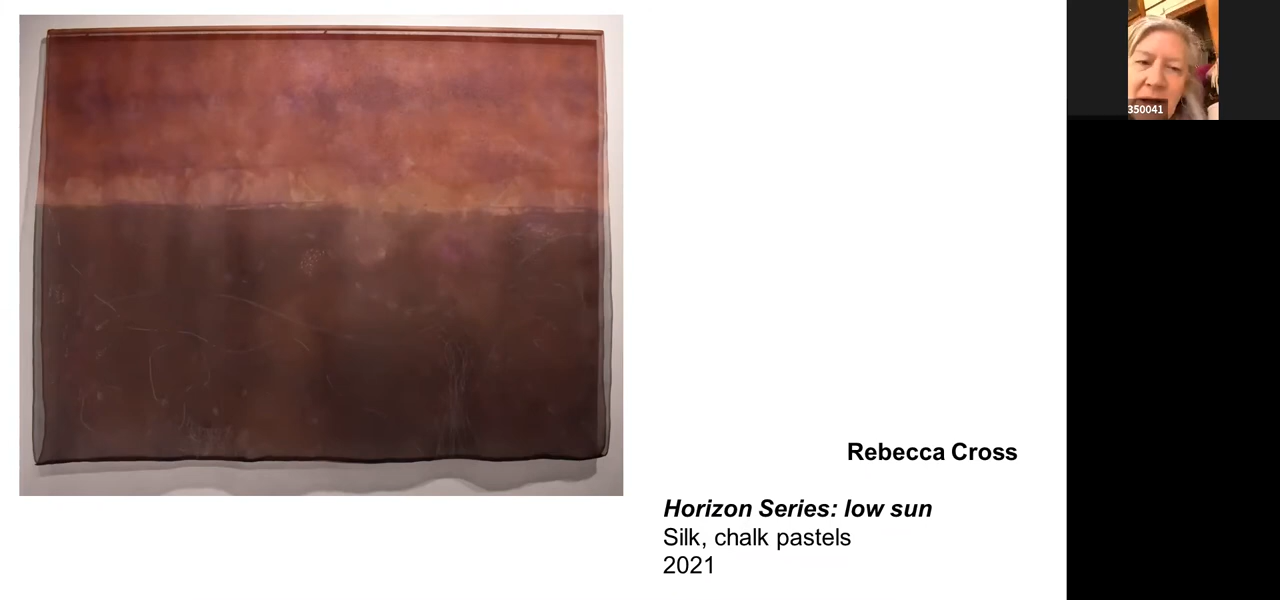 350041
Rebecca Cross
Horizon Series: low sun
Silk, chalk pastels
2021